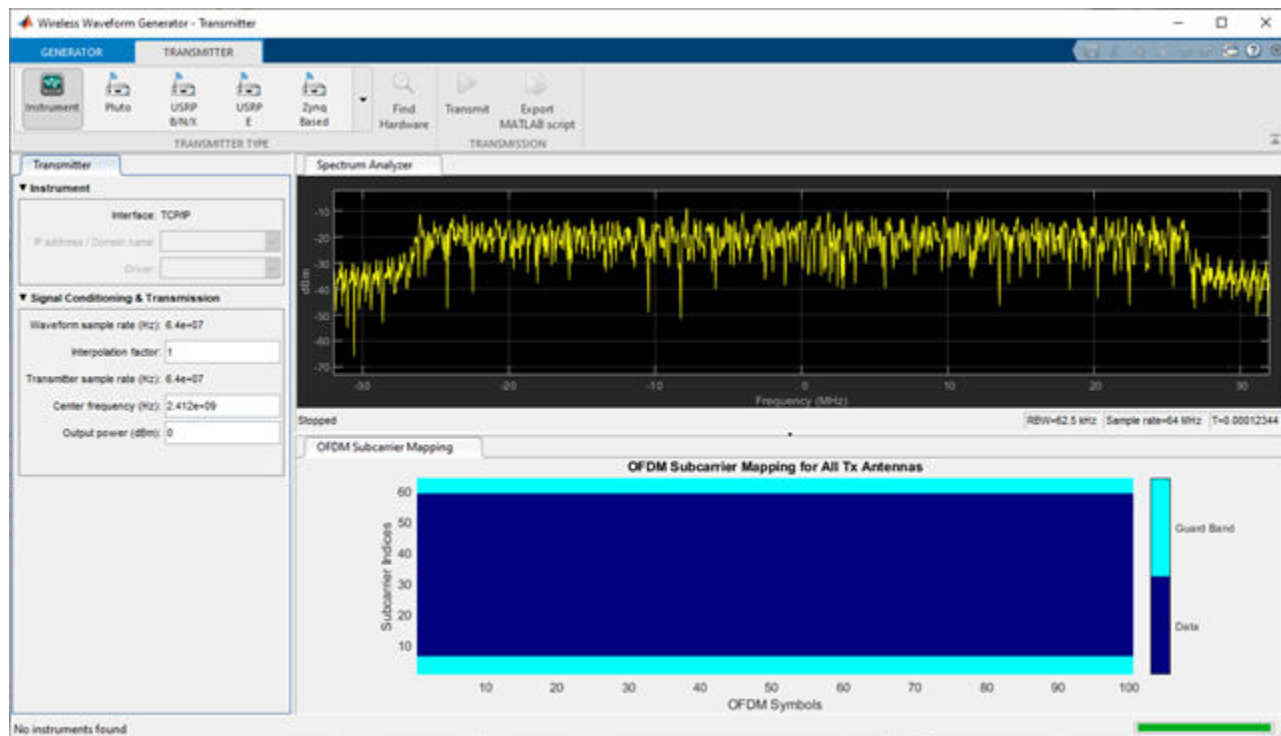 Wireless Waveform Generator - Transmitter
GENERATOR TRANSMITTER
Instrument Pluto USRP B/N/X USRP E Zynq Based Find Hardware Transmit Export MATLAB script
TRANSMITTER TYPE TRANSMISSION
Transmitter
Instrument
Interface: TCP/IP
IP address / Domain name
Driver
Signal Conditioning & Transmission
Waveform sample rate (Hz): 6.4e+07
Interpolation factor: 1
Transmitter sample rate (Hz): 6.4e+07
Center frequency (Hz): 2.412e+09
Output power (dBm): 0
Spectrum Analyzer
dBm
-10
-20
-30
-40
-50
-60
-70
-30 -20 -10 0 10 20 30
Frequency (MHz)
Stopped RBW=62.5 kHz Sample rate=64 MHz T=0.00012344
OFDM Subcarrier Mapping
OFDM Subcarrier Mapping for All Tx Antennas
Subcarrier Indices
60
50
40
30
20
10
10 20 30 40 50 60 70 80 90 100
OFDM Symbols
Guard Band
Data
No instruments found